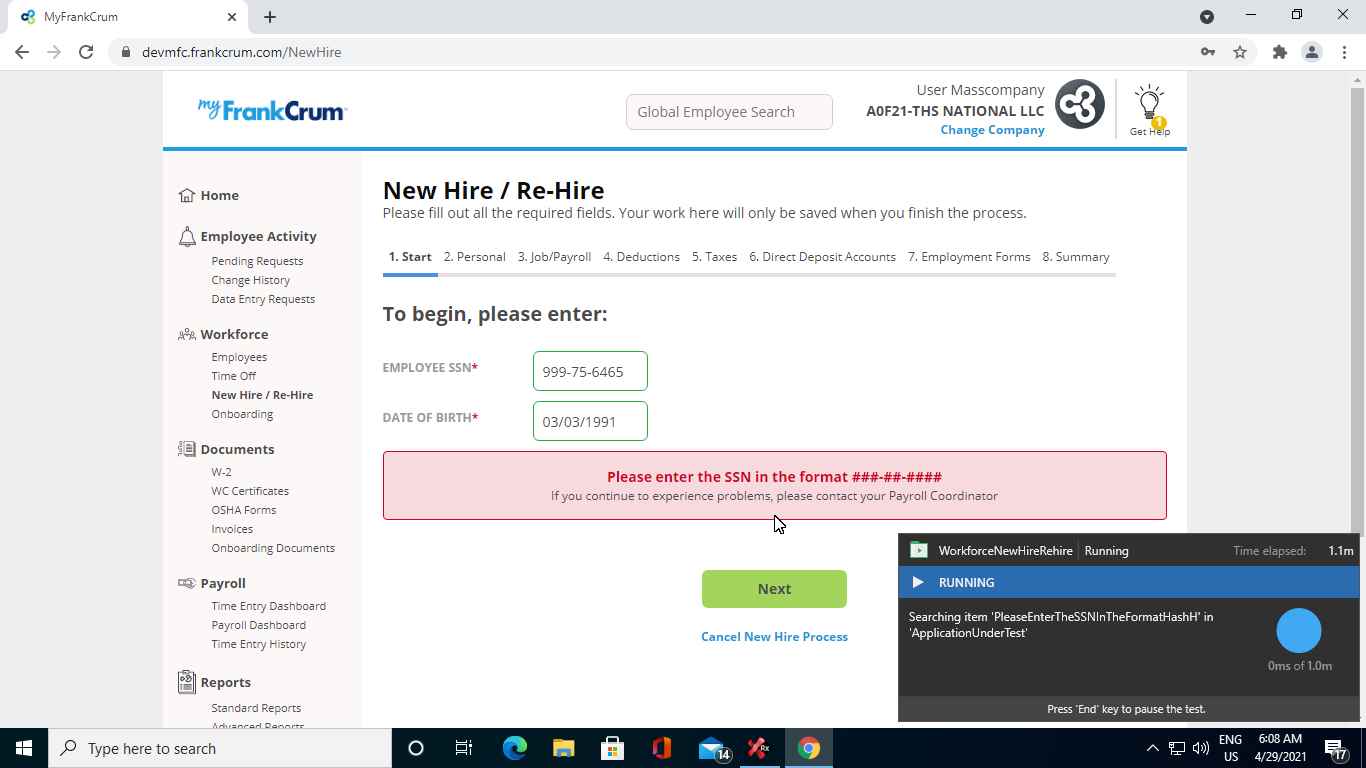 MyFrankCrum
devmfc.frankcrum.com/NewHire
myFrankCrum
Global Employee Search
User Masscompany
A0F21-THS NATIONAL LLC
Change Company
1
Get Help
Home
Employee Activity
Pending Requests
Change History
Data Entry Requests
Workforce
Employees
Time Off
New Hire / Re-Hire
Onboarding
Documents
W-2
WC Certificates
OSHA Forms
Invoices
Onboarding Documents
Payroll
Time Entry Dashboard
Payroll Dashboard
Time Entry History
Reports
Standard Reports
Advanced Reports
New Hire / Re-Hire
Please fill out all the required fields. Your work here will only be saved when you finish the process.
1. Start 2. Personal 3. Job/Payroll 4. Deductions 5. Taxes 6. Direct Deposit Accounts 7. Employment Forms 8. Summary
To begin, please enter:
EMPLOYEE SSN* 999-75-6465
DATE OF BIRTH* 03/03/1991
Please enter the SSN in the format ###-##-####
If you continue to experience problems, please contact your Payroll Coordinator
Next
Cancel New Hire Process
WorkforceNewHireRehire Running Time elapsed: 1.1m
RUNNING
Searching item 'PleaseEnterTheSSNInTheFormatHashH' in
'ApplicationUnderTest'
0ms of 1.0m
Press 'End' key to pause the test.
Type here to search
14
Rx
ENG
US
6:08 AM
4/29/2021
17